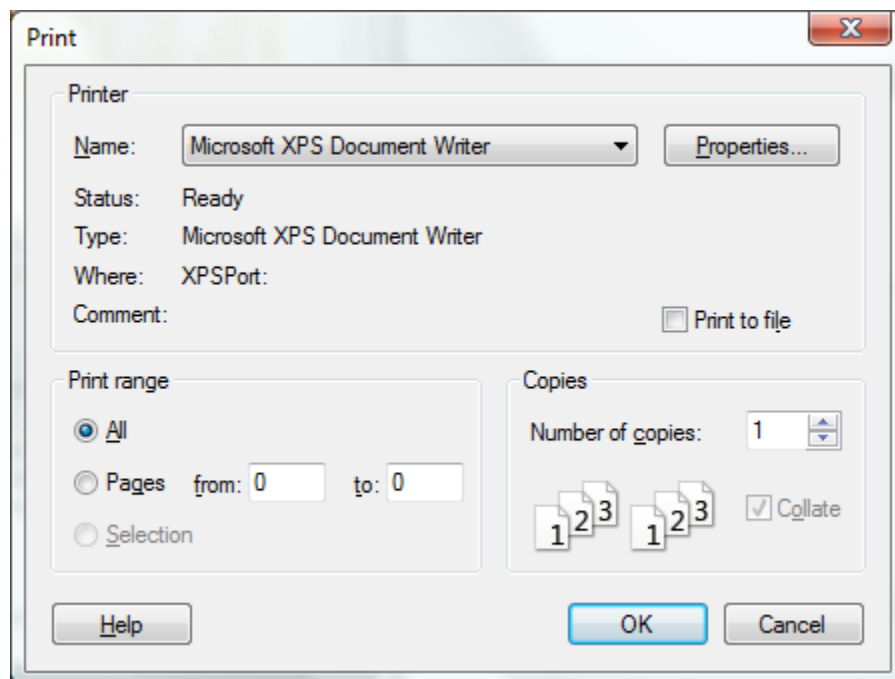 Print
Printer
Name: Microsoft XPS Document Writer Properties...
Status: Ready
Type: Microsoft XPS Document Writer
Where: XPSPort:
Comment: Print to file
Print range
All
Pages from: 0 to: 0
Selection
Copies
Number of copies: 1
1 2 3 1 2 3 Collate
Help OK Cancel